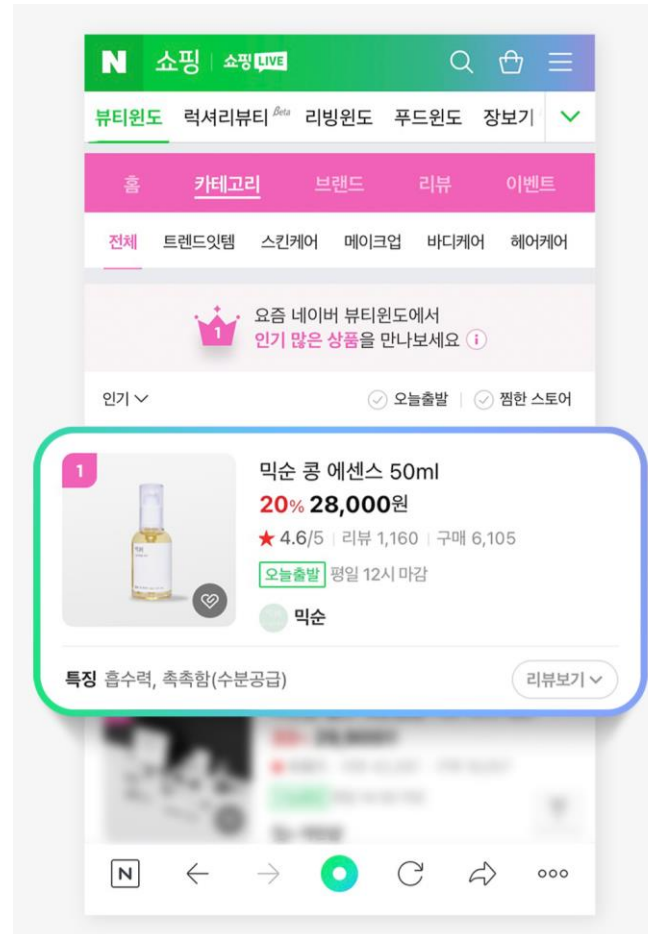 N 쇼핑 쇼핑LIVE
뷰티윈도 럭셔리뷰티 Beta 리빙윈도 푸드윈도 장보기
홈 카테고리 브랜드 리뷰 이벤트
전체 트렌드잇템 스킨케어 메이크업 바디케어 헤어케어
1
요즘 네이버 뷰티윈도에서
인기 많은 상품을 만나보세요 i
인기 오늘출발 찜한 스토어
1
믹순 콩 에센스 50ml
20% 28,000원
★ 4.6/5 리뷰 1,160 구매 6,105
오늘출발 평일 12시 마감
믹순
특징 흡수력, 촉촉함(수분공급) 리뷰보기
N